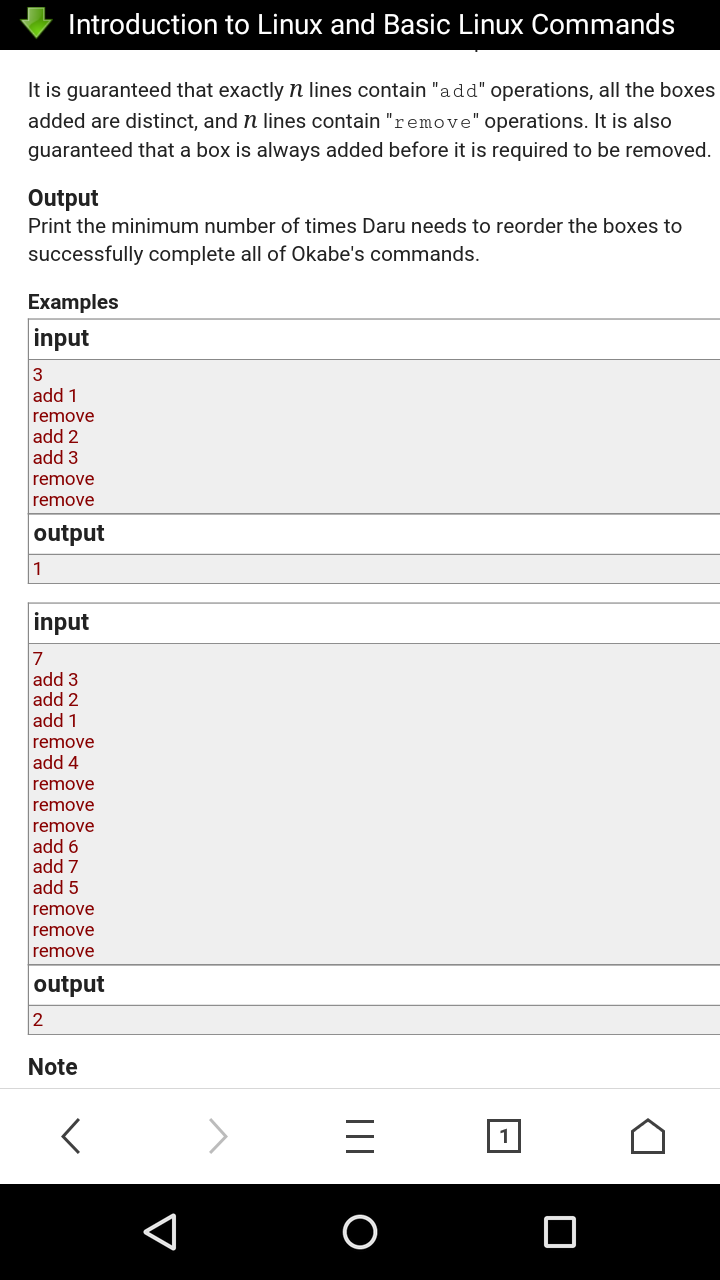 Introduction to Linux and Basic Linux Commands
It is guaranteed that exactly n lines contain "add" operations, all the boxes
added are distinct, and n lines contain "remove" operations. It is also
guaranteed that a box is always added before it is required to be removed.
Output
Print the minimum number of times Daru needs to reorder the boxes to
successfully complete all of Okabe's commands.
Examples
input
3
add 1
remove
add 2
add 3
remove
remove
output
1
input
7
add 3
add 2
add 1
remove
add 4
remove
remove
remove
add 6
add 7
add 5
remove
remove
remove
output
2
Note
1